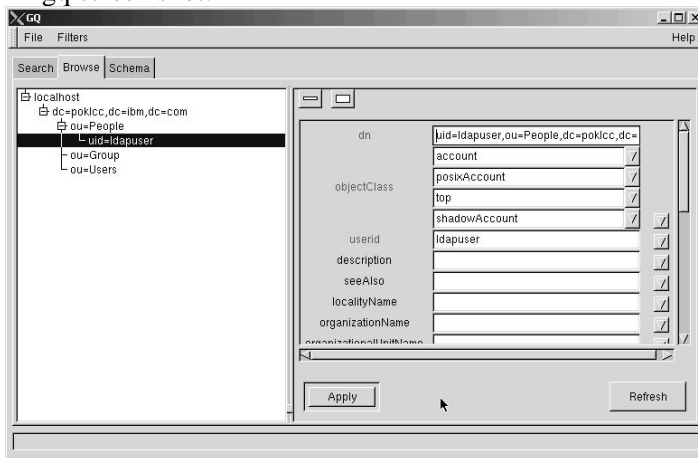 GQ
File Filters Help
Search Browse Schema
localhost
dc=poklcc,dc=ibm,dc=com
ou=People
uid=ldapuser
ou=Group
ou=Users
dn uid=ldapuser,ou=People,dc=poklcc,dc=
account
objectClass posixAccount
top
shadowAccount
userid ldapuser
description
seeAlso
localityName
organizationName
organizationalUnitName
Apply Refresh